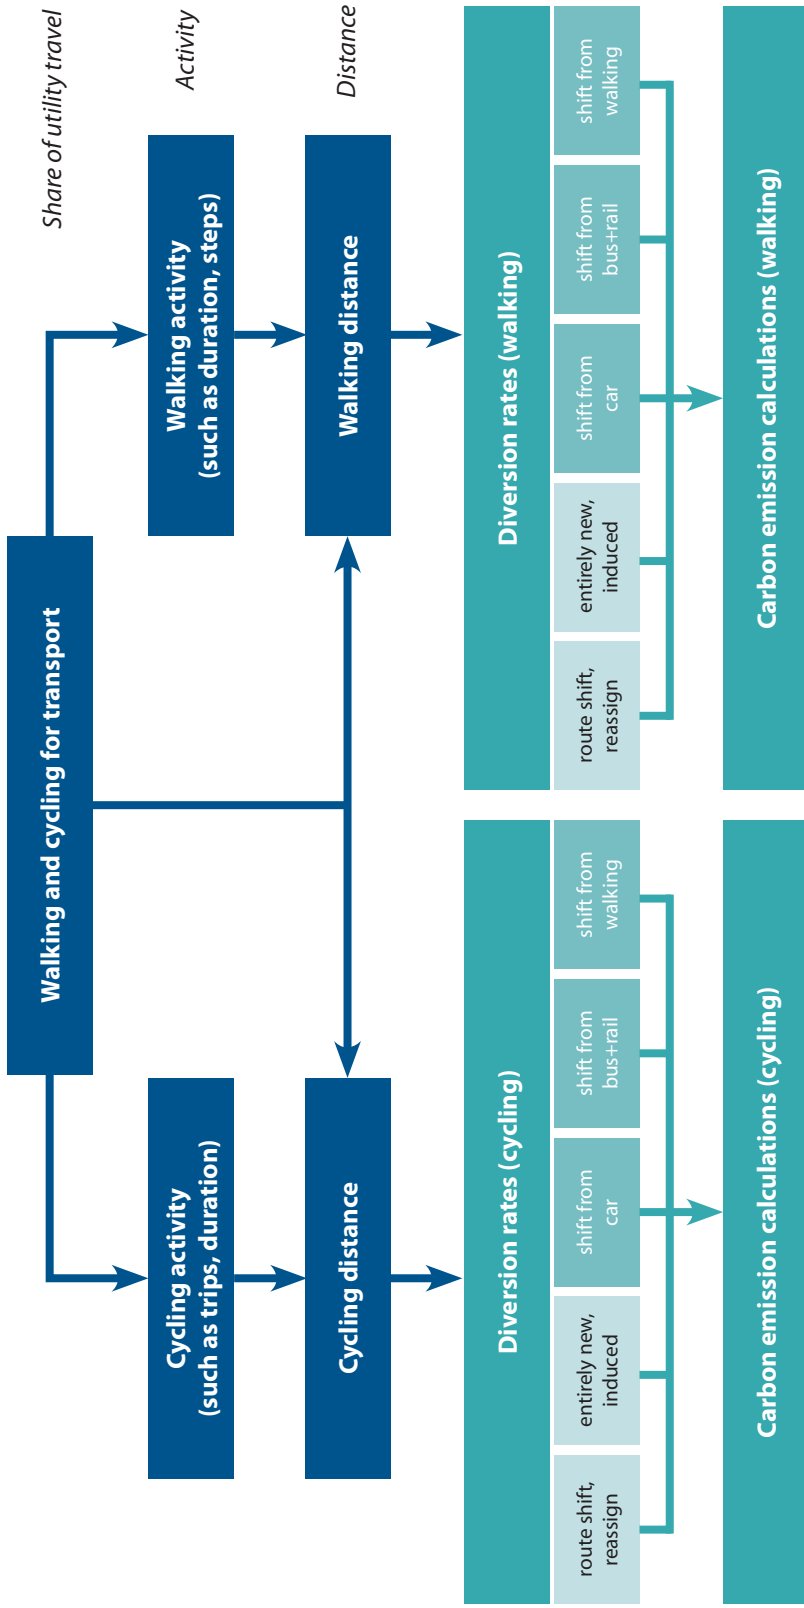 Walking and cycling for transport
Share of utility travel
Cycling activity
(such as trips, duration)
Walking activity
(such as duration, steps)
Activity
Cycling distance
Walking distance
Distance
Diversion rates (cycling)
route shift,
reassign
entirely new,
induced
shift from
car
shift from
bus+rail
shift from
walking
Diversion rates (walking)
route shift,
reassign
entirely new,
induced
shift from
car
shift from
bus+rail
shift from
walking
Carbon emission calculations (cycling)
Carbon emission calculations (walking)